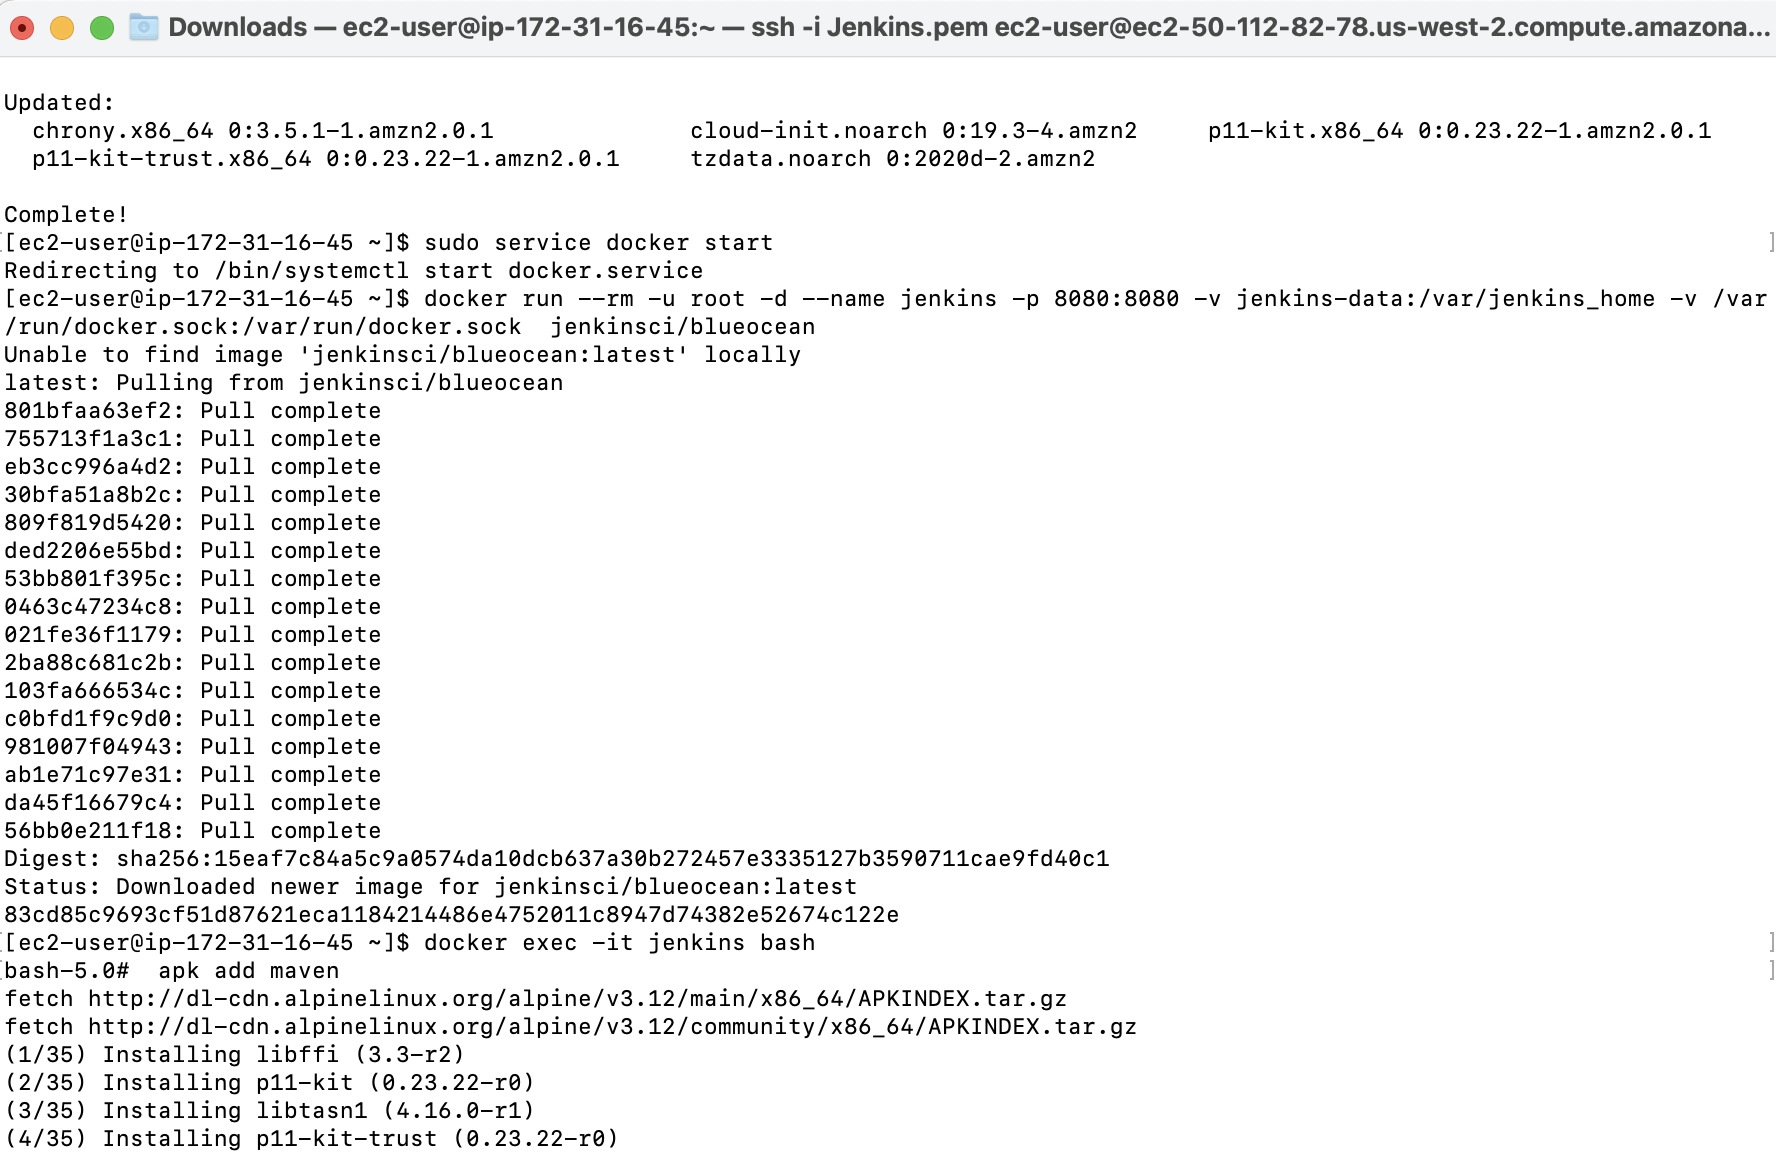 Downloads — ec2-user@ip-172-31-16-45:~ — ssh -i Jenkins.pem ec2-user@ec2-50-112-82-78.us-west-2.compute.amazona...
Updated:
  chrony.x86_64 0:3.5.1-1.amzn2.0.1              cloud-init.noarch 0:19.3-4.amzn2     p11-kit.x86_64 0:0.23.22-1.amzn2.0.1
  p11-kit-trust.x86_64 0:0.23.22-1.amzn2.0.1     tzdata.noarch 0:2020d-2.amzn2
Complete!
[ec2-user@ip-172-31-16-45 ~]$ sudo service docker start
Redirecting to /bin/systemctl start docker.service
[ec2-user@ip-172-31-16-45 ~]$ docker run --rm -u root -d --name jenkins -p 8080:8080 -v jenkins-data:/var/jenkins_home -v /var
/run/docker.sock:/var/run/docker.sock  jenkinsci/blueocean
Unable to find image 'jenkinsci/blueocean:latest' locally
latest: Pulling from jenkinsci/blueocean
801bfaa63ef2: Pull complete
755713f1a3c1: Pull complete
eb3cc996a4d2: Pull complete
30bfa51a8b2c: Pull complete
809f819d5420: Pull complete
ded2206e55bd: Pull complete
53bb801f395c: Pull complete
0463c47234c8: Pull complete
021fe36f1179: Pull complete
2ba88c681c2b: Pull complete
103fa666534c: Pull complete
c0bfd1f9c9d0: Pull complete
981007f04943: Pull complete
ab1e71c97e31: Pull complete
da45f16679c4: Pull complete
56bb0e211f18: Pull complete
Digest: sha256:15eaf7c84a5c9a0574da10dcb637a30b272457e3335127b3590711cae9fd40c1
Status: Downloaded newer image for jenkinsci/blueocean:latest
83cd85c9693cf51d87621eca1184214486e4752011c8947d74382e52674c122e
[ec2-user@ip-172-31-16-45 ~]$ docker exec -it jenkins bash
bash-5.0#  apk add maven
fetch http://dl-cdn.alpinelinux.org/alpine/v3.12/main/x86_64/APKINDEX.tar.gz
fetch http://dl-cdn.alpinelinux.org/alpine/v3.12/community/x86_64/APKINDEX.tar.gz
(1/35) Installing libffi (3.3-r2)
(2/35) Installing p11-kit (0.23.22-r0)
(3/35) Installing libtasn1 (4.16.0-r1)
(4/35) Installing p11-kit-trust (0.23.22-r0)